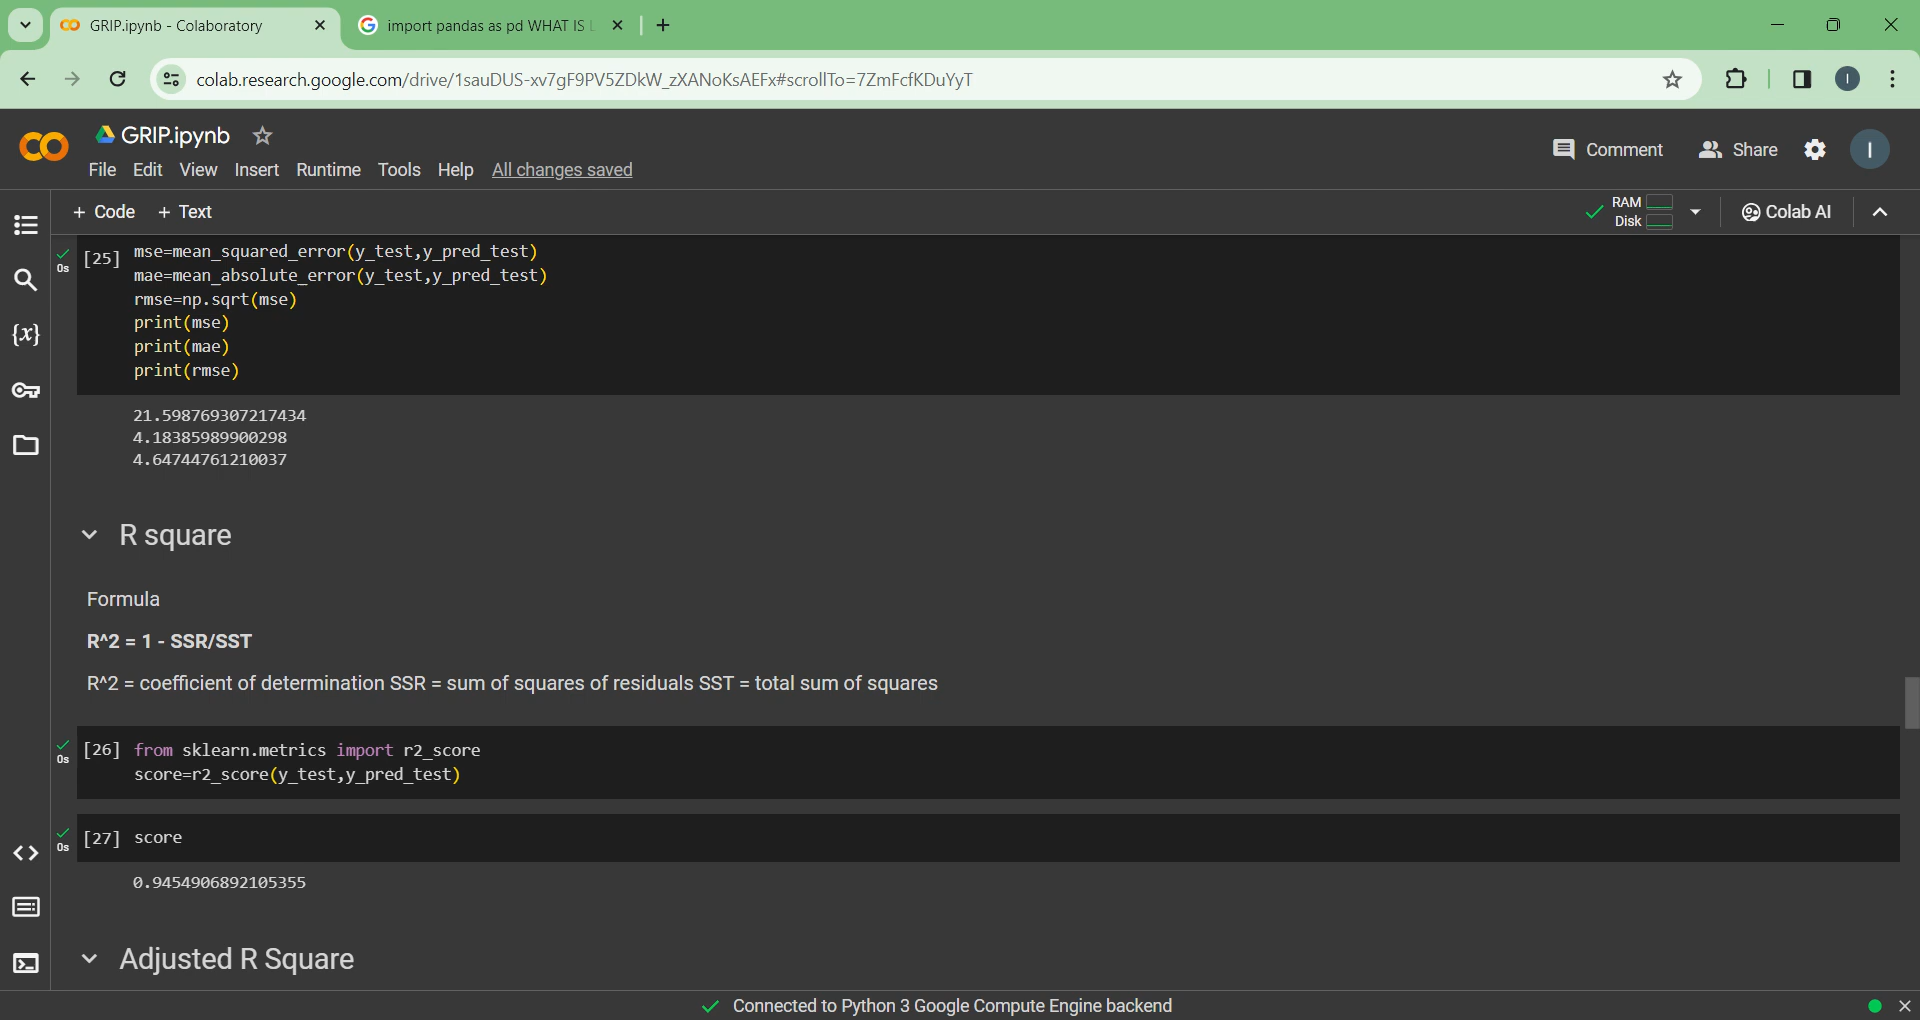 GRIP.ipynb - Colaboratory
import pandas as pd WHAT IS
colab.research.google.com/drive/1sauDUS-xv7gF9PV5ZDkW_zXANoKsAEFx#scrollTo=7ZmFcfKDuYyT
I
GRIP.ipynb
Comment
Share
I
File Edit View Insert Runtime Tools Help All changes saved
+ Code + Text
RAM
Disk
Colab AI
0s
[25] mse=mean_squared_error(y_test,y_pred_test)
mae=mean_absolute_error(y_test,y_pred_test)
rmse=np.sqrt(mse)
print(mse)
print(mae)
print(rmse)
21.598769307217434
4.18385989900298
4.64744761210037
R square
Formula
R^2 = 1 - SSR/SST
R^2 = coefficient of determination SSR = sum of squares of residuals SST = total sum of squares
0s
[26] from sklearn.metrics import r2_score
score=r2_score(y_test,y_pred_test)
0s
[27] score
0.9454906892105355
Adjusted R Square
Connected to Python 3 Google Compute Engine backend